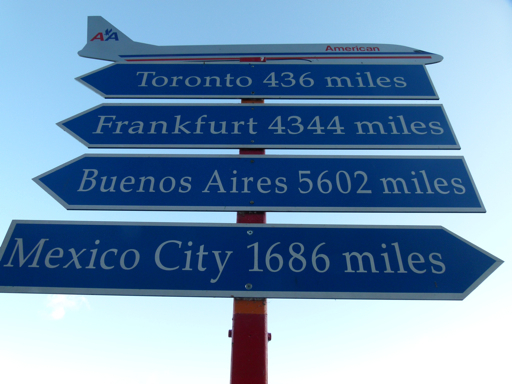 AA
American
Toronto 436 miles
Frankfurt 4344 miles
Buenos Aires 5602 miles
Mexico City 1686 miles